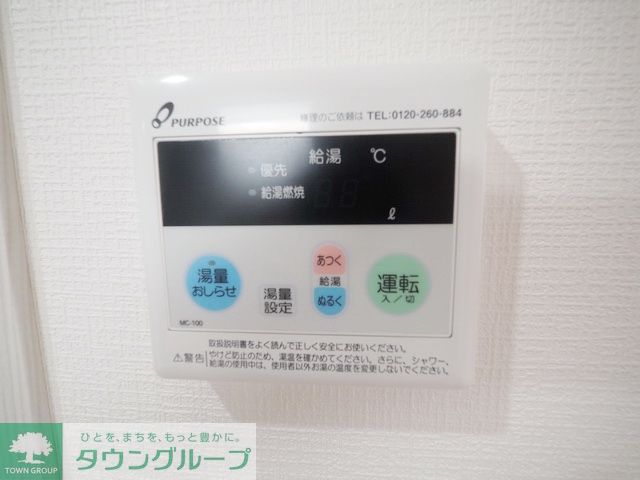 PURPOSE
修理のご依頼は TEL:0120-260-884
給湯 ℃
優先
給湯燃焼
ℓ
湯量
おしらせ
湯量
設定
あつく
給湯
ぬるく
運転
入/切
MC-100
取扱説明書をよく読んで正しく安全にお使いください。
⚠警告 やけど防止のため、湯温を確かめてください。さらに、シャワー、
給湯の使用中は、使用者以外お湯の温度を変更しないでください。
TOWN GROUP
ひとを、まちを、もっと豊かに。
タウングループ